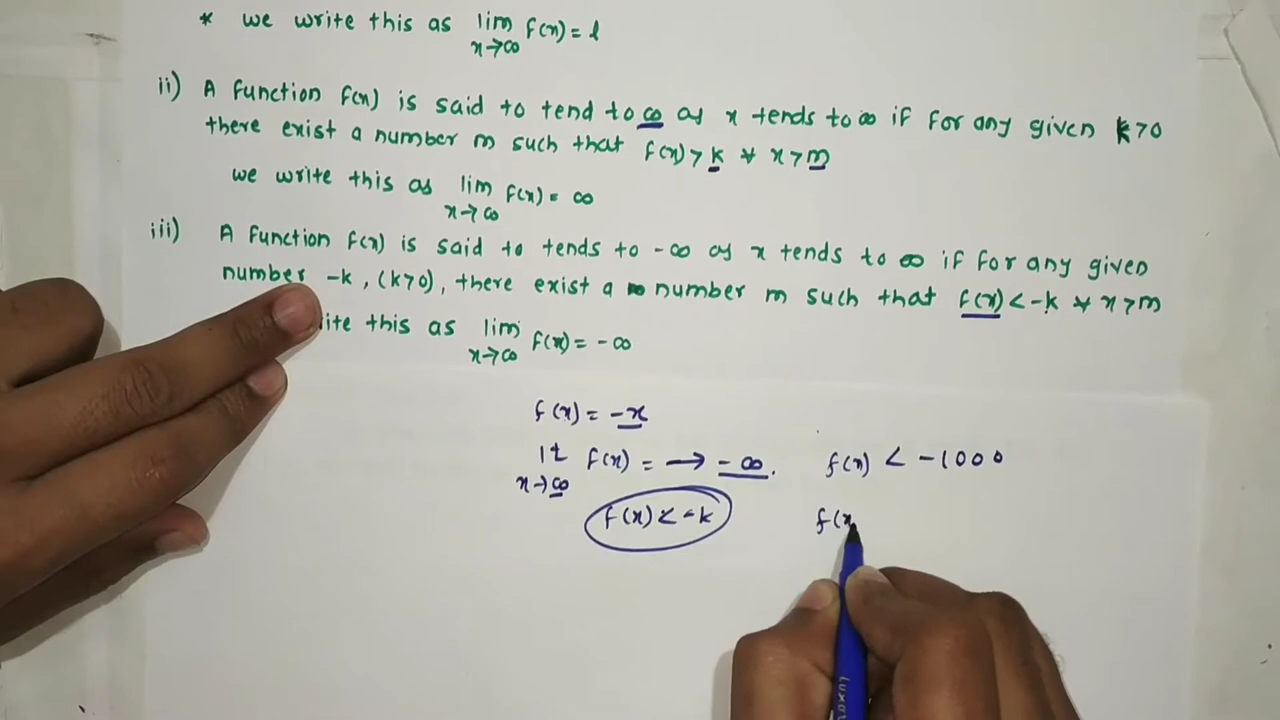 * we write this as lim f(x) = l
x→∞
ii) A function f(x) is said to tend to ∞ as x tends to ∞ if for any given k>0
there exist a number m such that f(x) > k ∀ x > m
we write this as lim f(x) = ∞
x→∞
iii) A function f(x) is said to tends to -∞ as x tends to ∞ if for any given
number -k, (k>0), there exist a number m such that f(x) < -k ∀ x > m
this as lim f(x) = -∞
x→∞
f(x) = -x
lt f(x) = → -∞. f(x) < -1000
x→∞
f(x) < -k f(x